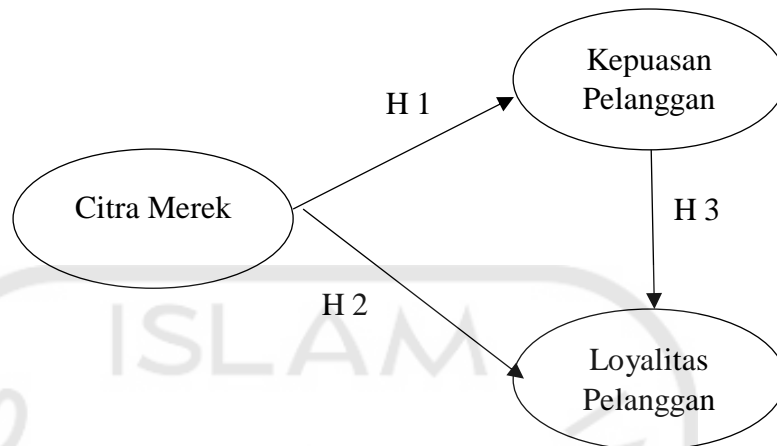 Kepuasan
Pelanggan
H 1
Citra Merek
H 3
H 2
ISLAM
Loyalitas
Pelanggan